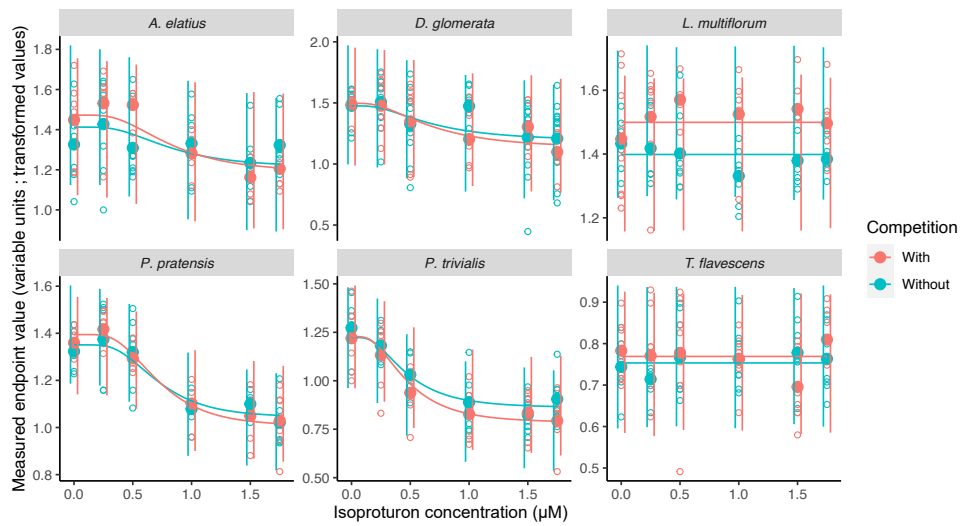 A. elatius
D. glomerata
L. multiflorum
1.8
1.6
1.4
1.2
1.0
2.0
1.5
1.0
0.5
1.6
1.4
1.2
P. pratensis
P. trivialis
T. flavescens
1.6
1.4
1.2
1.0
0.8
1.50
1.25
1.00
0.75
0.50
0.9
0.8
0.7
0.6
0.5
0.0 0.5 1.0 1.5
0.0 0.5 1.0 1.5
0.0 0.5 1.0 1.5
Isoproturon concentration (µM)
Measured endpoint value (variable units ; transformed values)
Competition
With
Without